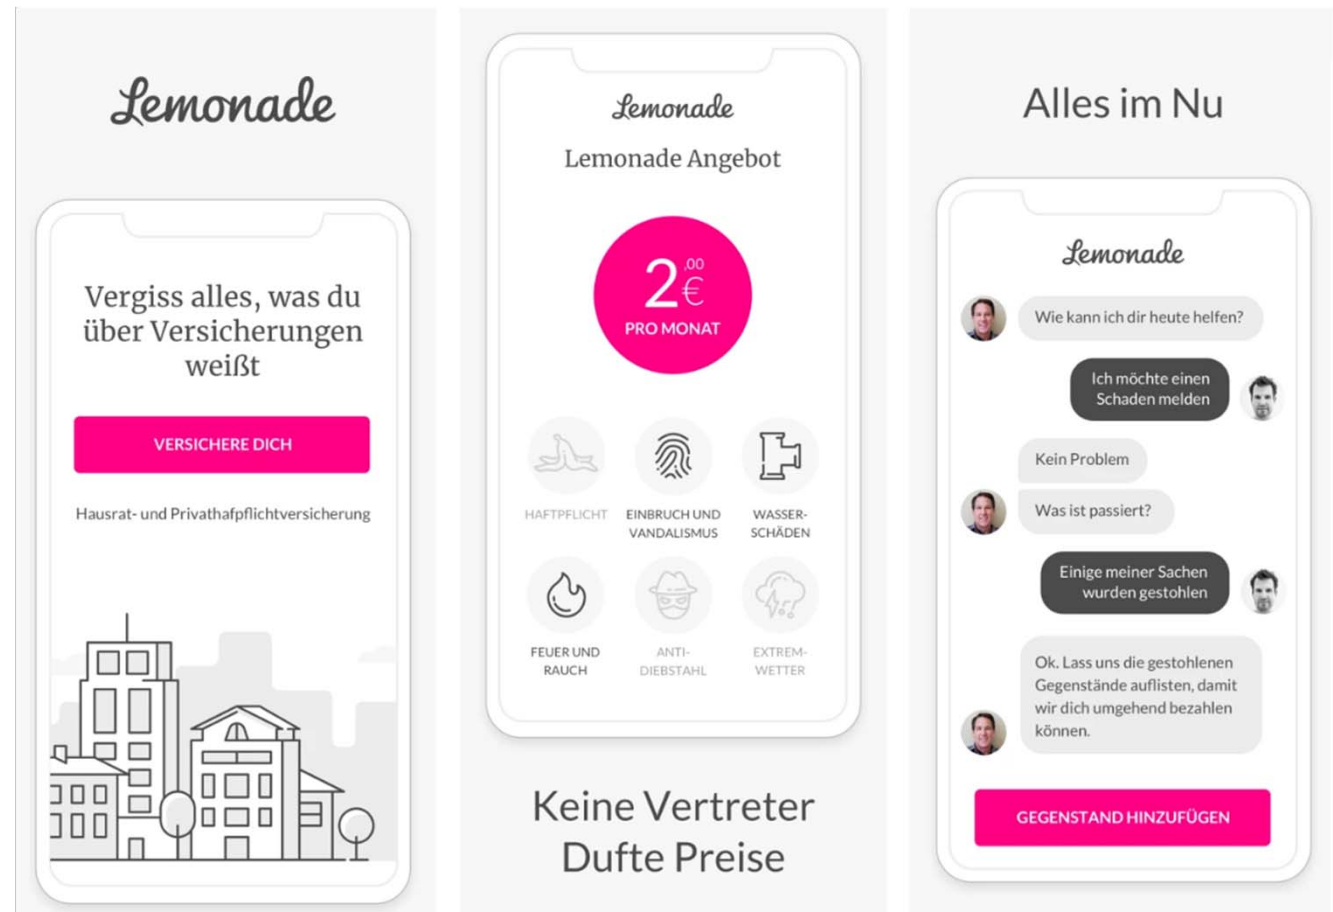 Lemonade
Vergiss alles, was du
über Versicherungen
weißt
VERSICHERE DICH
Hausrat- und Privathafpflichtversicherung
Lemonade
Lemonade Angebot
2,00 €
PRO MONAT
HAFTPFLICHT
EINBRUCH UND
VANDALISMUS
WASSER-
SCHÄDEN
FEUER UND
RAUCH
ANTI-
DIEBSTAHL
EXTREM-
WETTER
Keine Vertreter
Dufte Preise
Alles im Nu
Lemonade
Wie kann ich dir heute helfen?
Ich möchte einen
Schaden melden
Kein Problem
Was ist passiert?
Einige meiner Sachen
wurden gestohlen
Ok. Lass uns die gestohlenen
Gegenstände auflisten, damit
wir dich umgehend bezahlen
können.
GEGENSTAND HINZUFÜGEN